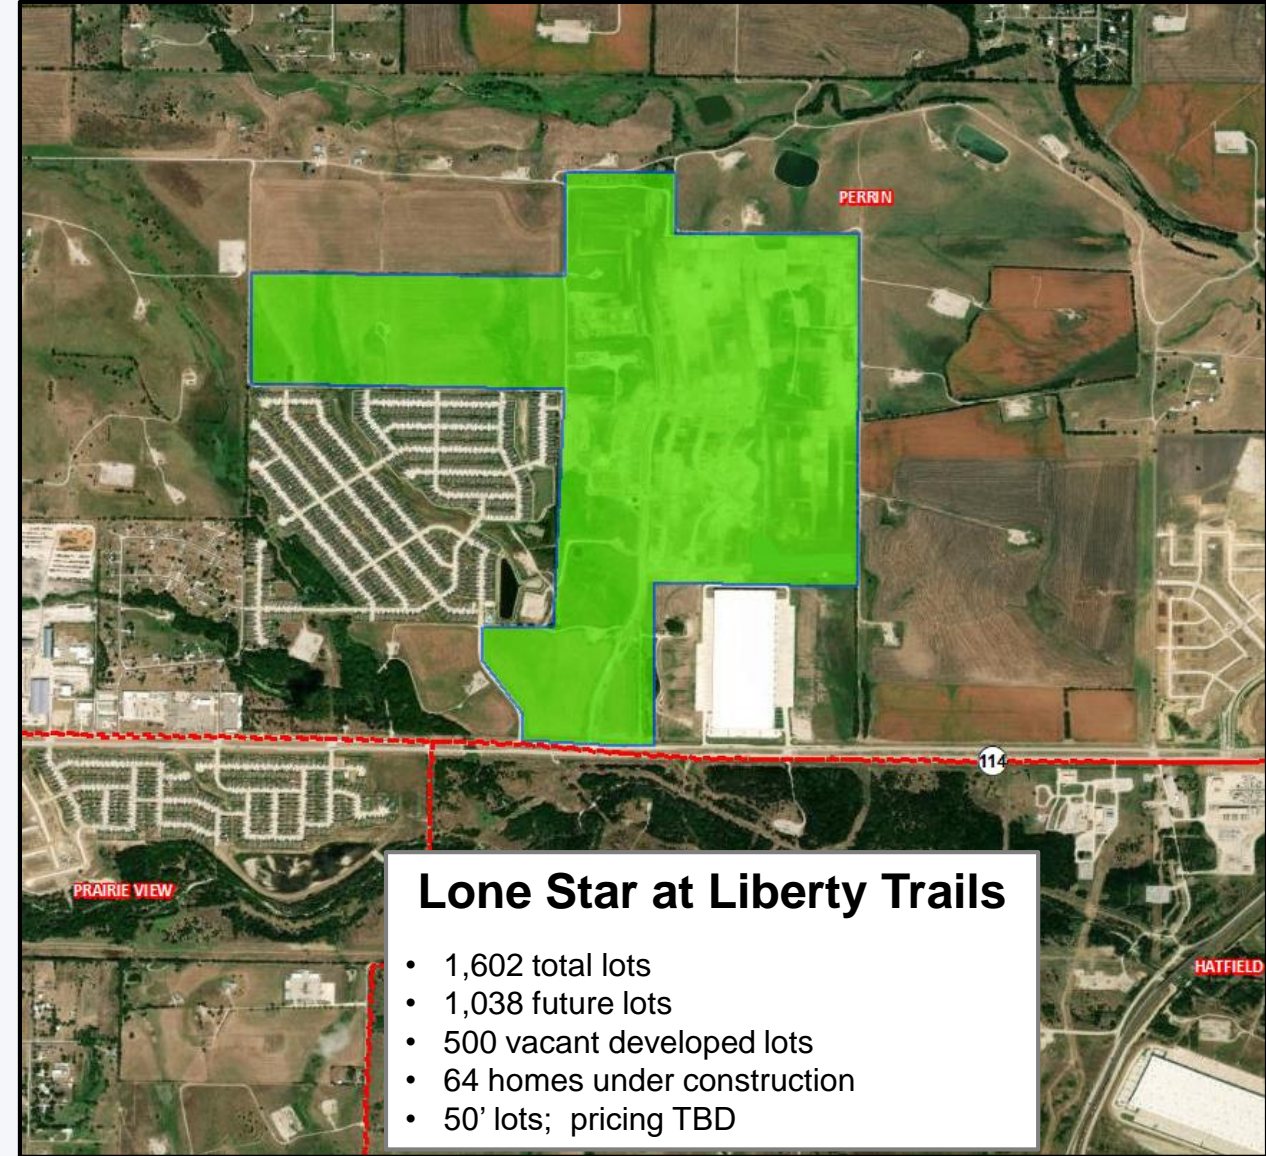 PERRIN
114
PRAIRIE VIEW
HATFIELD
Lone Star at Liberty Trails
• 1,602 total lots
• 1,038 future lots
• 500 vacant developed lots
• 64 homes under construction
• 50’ lots; pricing TBD